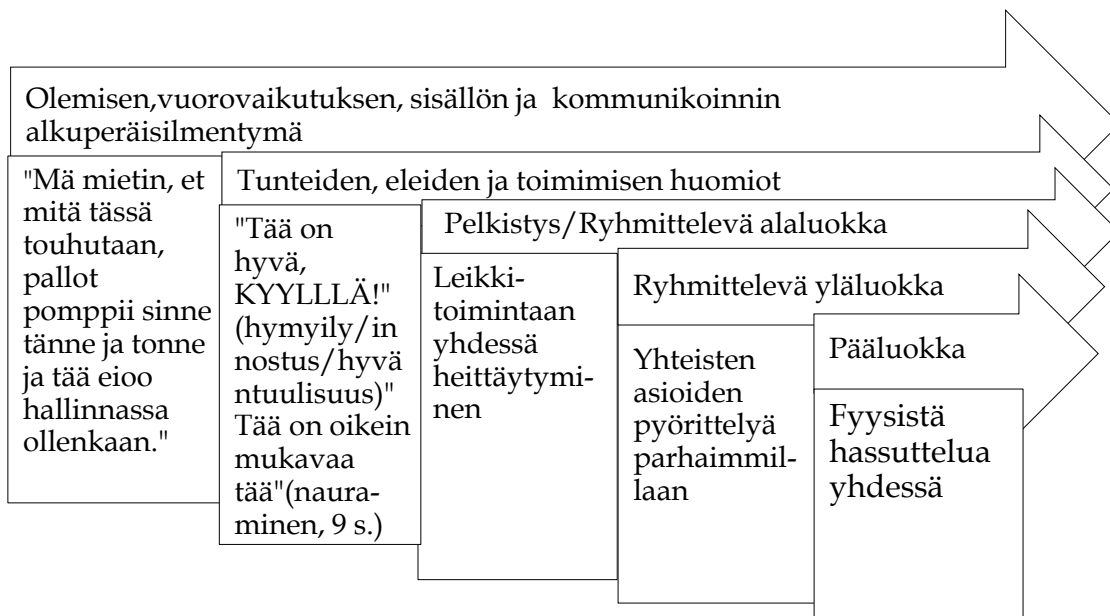 Olemisen,vuorovaikutuksen, sisällön ja kommunikoinnin
alkuperäisilmentymä
"Mä mietin, et
mitä tässä
touhutaan,
pallot
pomppii sinne
tänne ja tonne
ja tää eioo
hallinnassa
ollenkaan."
Tunteiden, eleiden ja toimimisen huomiot
"Tää on
hyvä,
KYYLLLÄ!"
(hymyily/in
nostus/hyvä
ntuulisuus)"
Tää on oikein
mukavaa
tää"(naura-
minen, 9 s.)
Pelkistys/Ryhmittelevä alaluokka
Leikki-
toimintaan
yhdessä
heittäytymi-
nen
Ryhmittelevä yläluokka
Yhteisten
asioiden
pyörittelyä
parhaimmil-
laan
Pääluokka
Fyysistä
hassuttelua
yhdessä